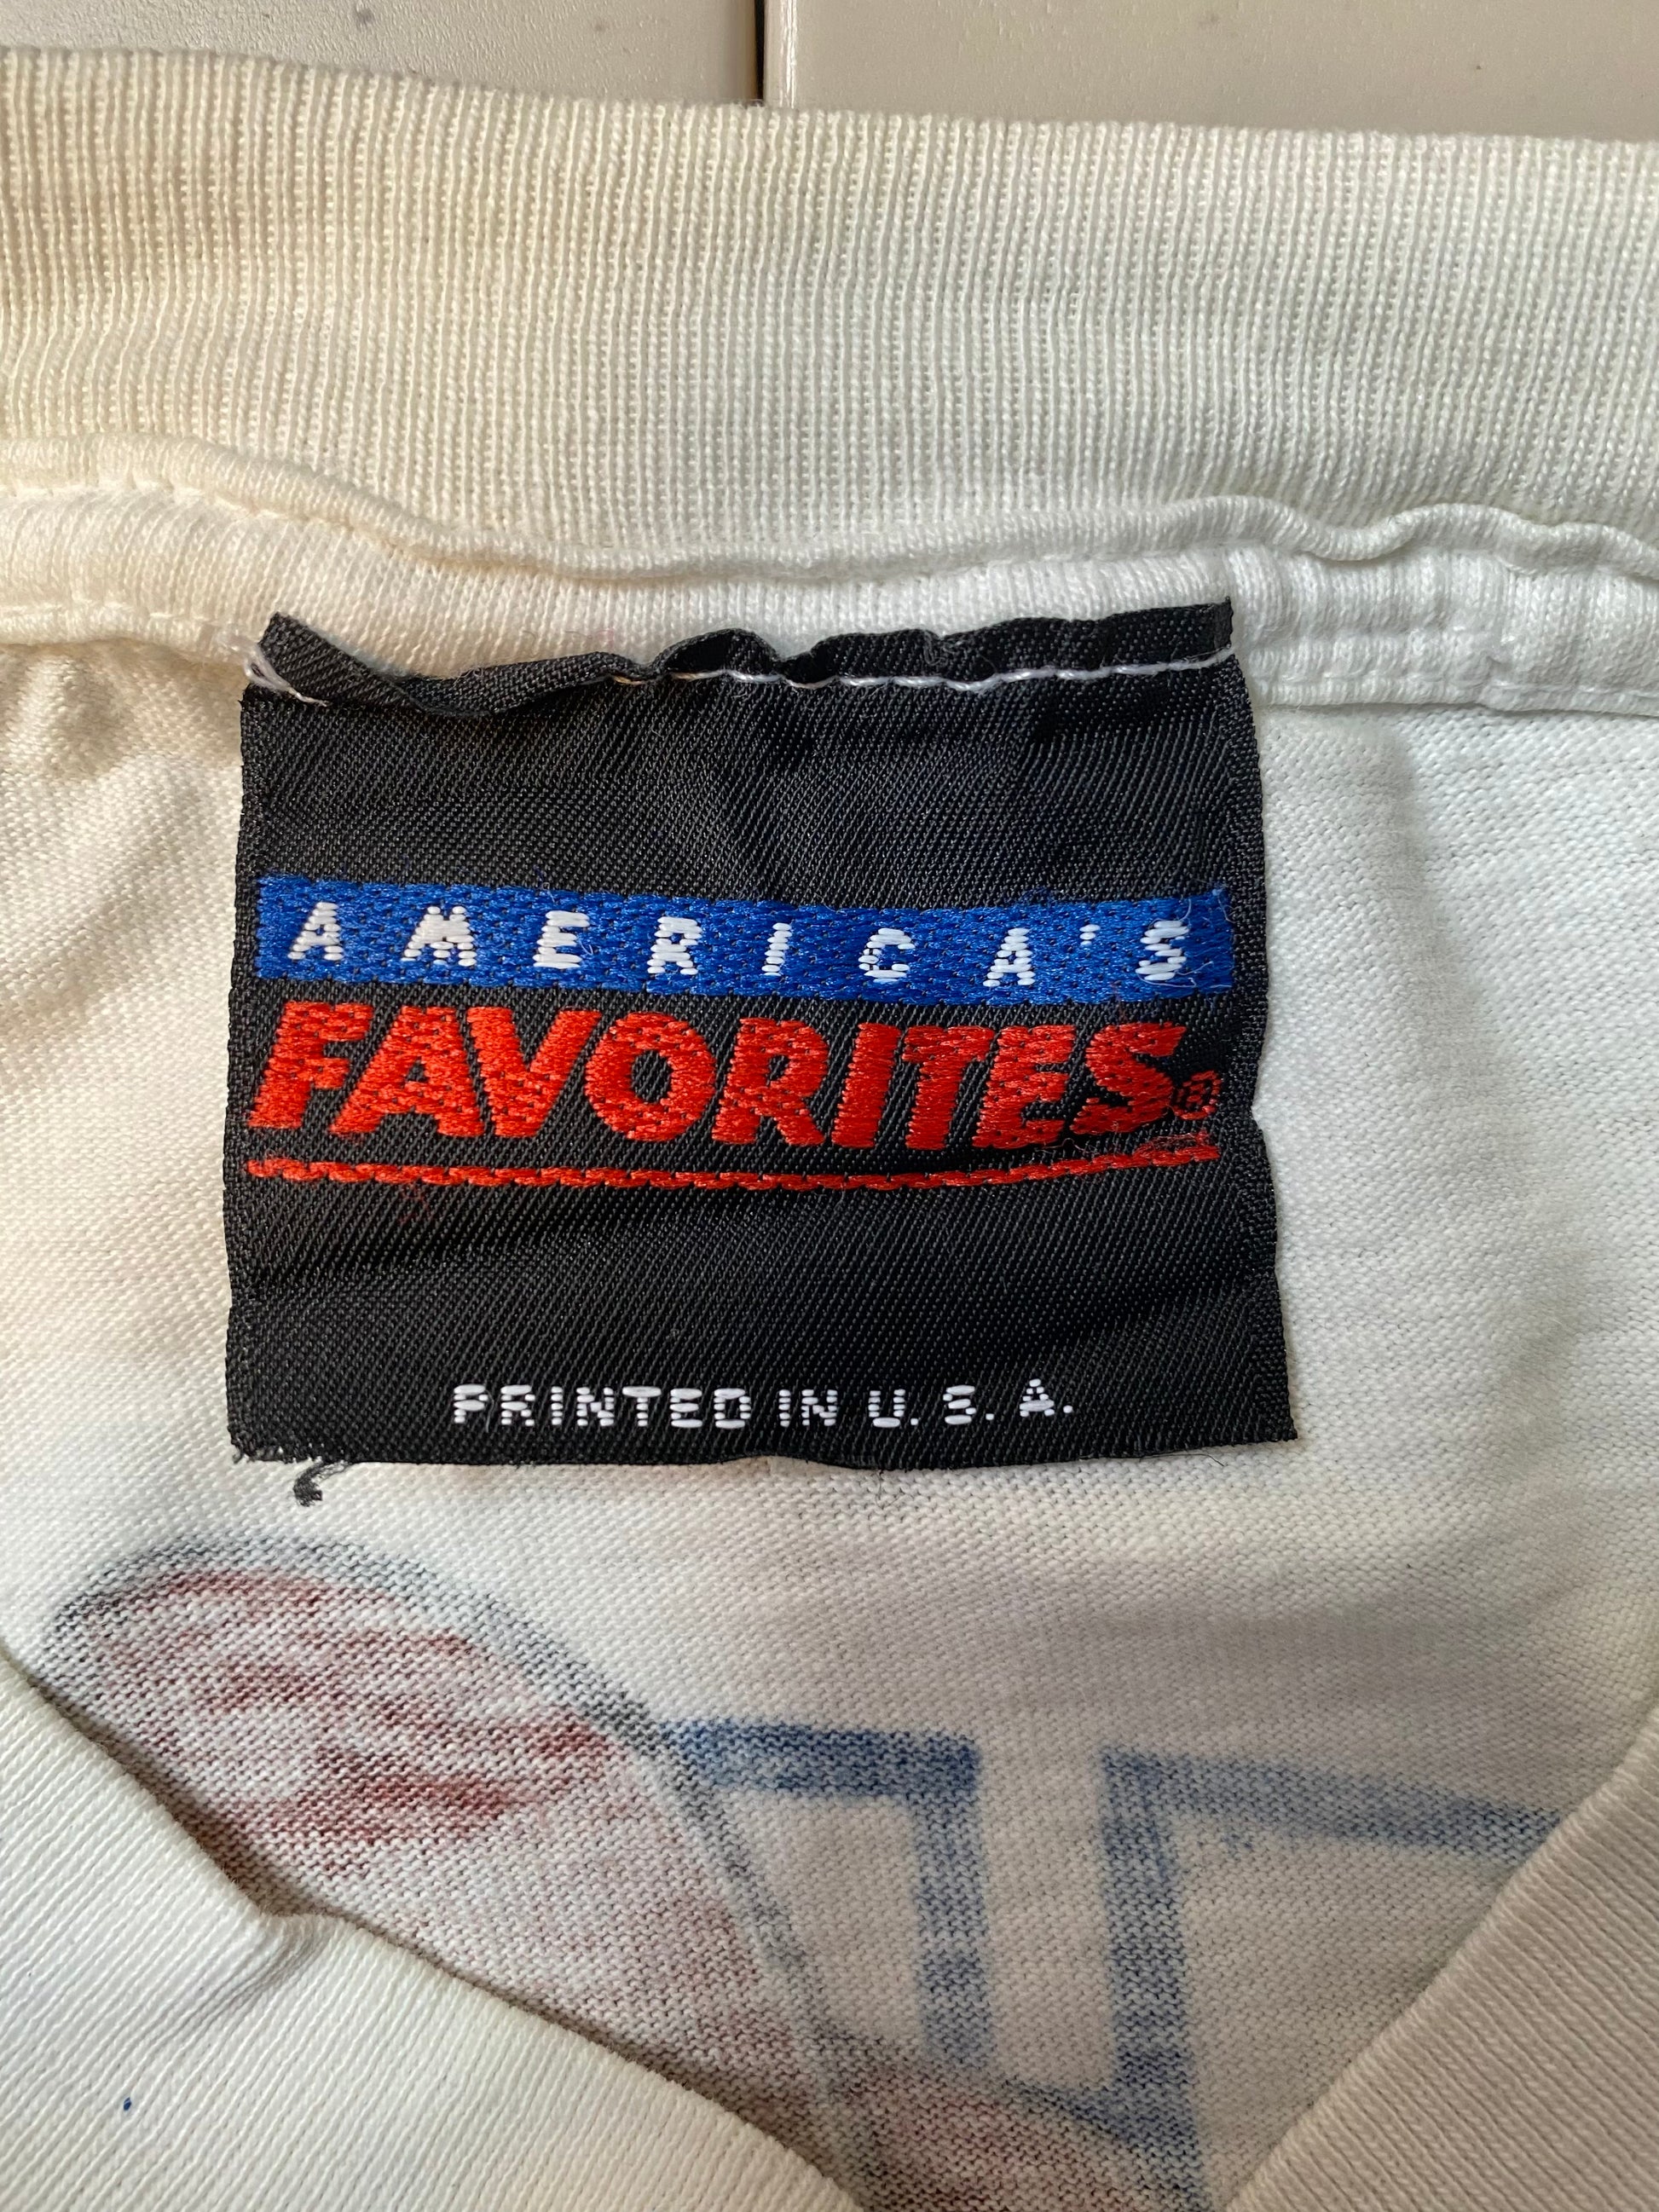 AMERICA'S
FAVORITES®
PRINTED IN U.S.A.